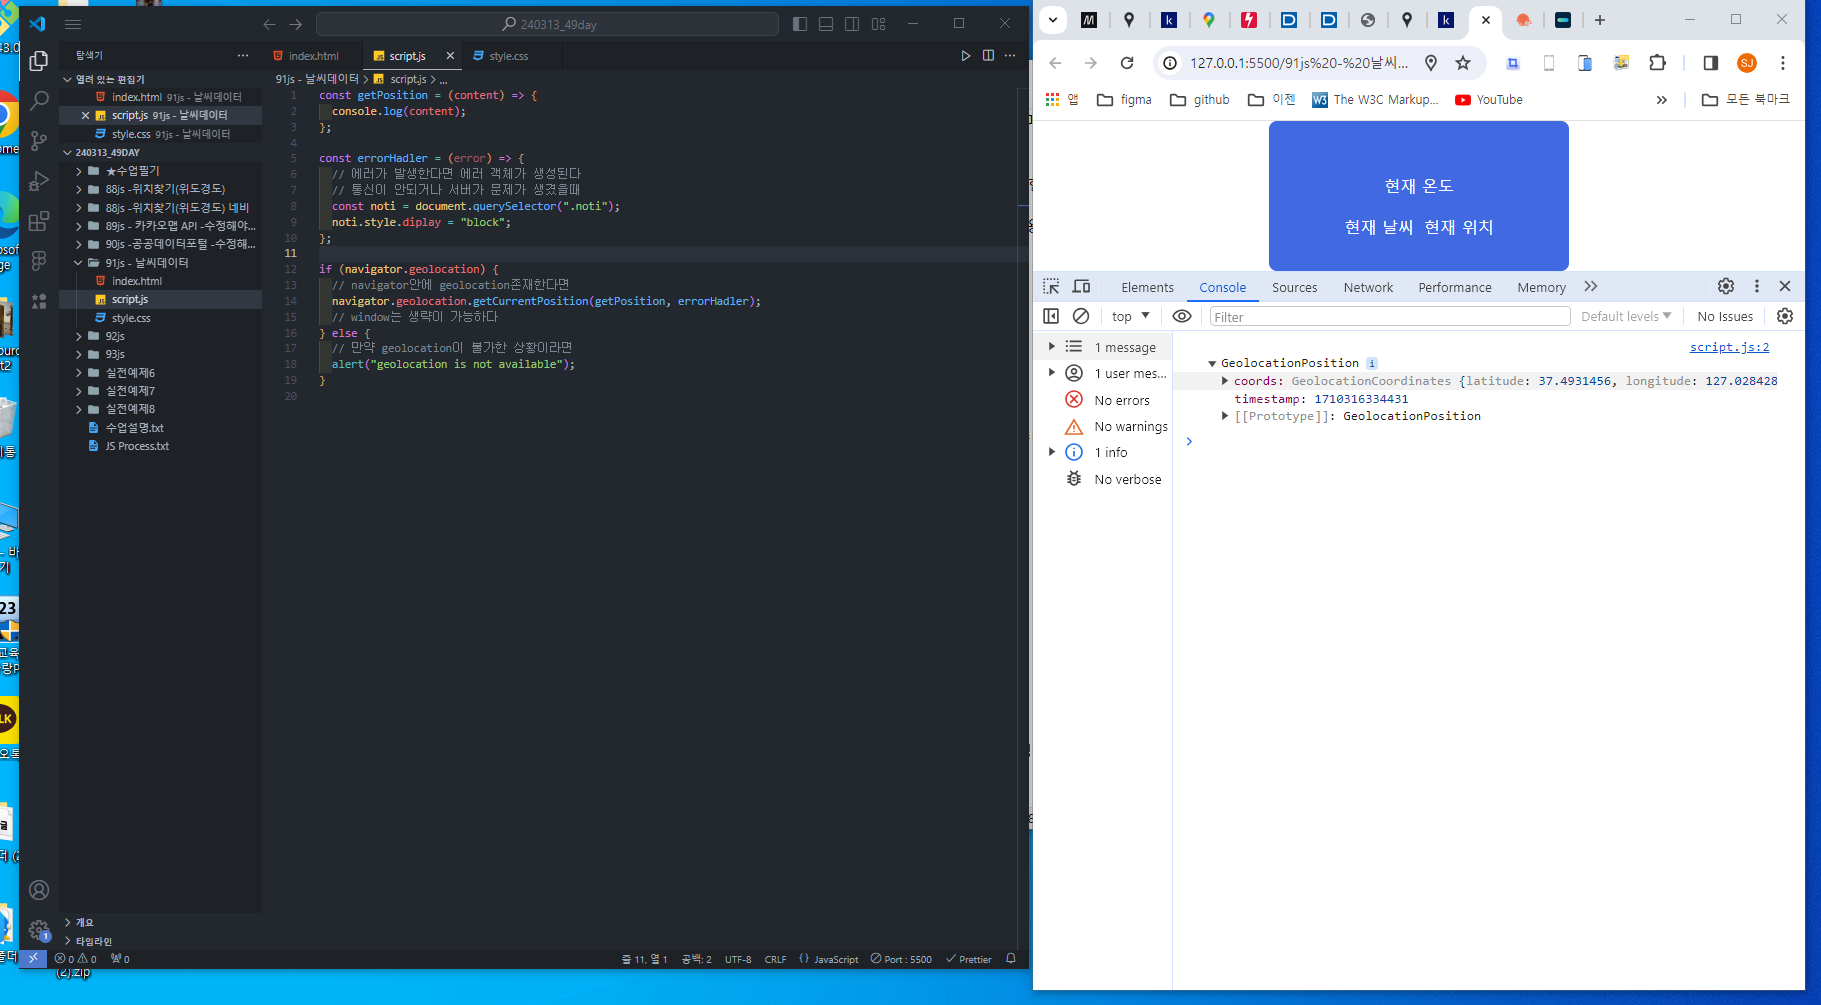 240313_49day
탐색기
index.html
script.js
style.css
열려 있는 편집기
index.html 91js - 날씨데이터
script.js 91js - 날씨데이터
style.css 91js - 날씨데이터
240313_49DAY
★수업필기
88js -위치찾기(위도경도)
88js -위치찾기(위도경도) 네비
89js - 카카오맵 API -수정해야...
90js -공공데이터포털 -수정해...
91js - 날씨데이터
index.html
script.js
style.css
92js
93js
실전예제6
실전예제7
실전예제8
수업설명.txt
JS Process.txt
개요
타임라인
91js - 날씨데이터 > script.js > ...
1 const getPosition = (content) => {
2 console.log(content);
3 };
4
5 const errorHadler = (error) => {
6 // 에러가 발생한다면 에러 객체가 생성된다
7 // 통신이 안되거나 서버가 문제가 생겼을때
8 const noti = document.querySelector(".noti");
9 noti.style.diplay = "block";
10 };
11
12 if (navigator.geolocation) {
13 // navigator안에 geolocation존재한다면
14 navigator.geolocation.getCurrentPosition(getPosition, errorHadler);
15 // window는 생략이 가능하다
16 } else {
17 // 만약 geolocation이 불가한 상황이라면
18 alert("geolocation is not available");
19 }
20
0 0 0
줄 11, 열 1 공백: 2 UTF-8 CRLF {} JavaScript Port : 5500 Prettier
(2).zip
127.0.0.1:5500/91js%20-%20날씨...
SJ
앱 figma github 이젠 The W3C Markup... YouTube » 모든 북마크
현재 온도
현재 날씨 현재 위치
Elements Console Sources Network Performance Memory
top Filter Default levels No Issues
1 message
1 user mes...
No errors
No warnings
1 info
No verbose
script.js:2
GeolocationPosition i
coords: GeolocationCoordinates {latitude: 37.4931456, longitude: 127.028428
timestamp: 1710316334431
[[Prototype]]: GeolocationPosition